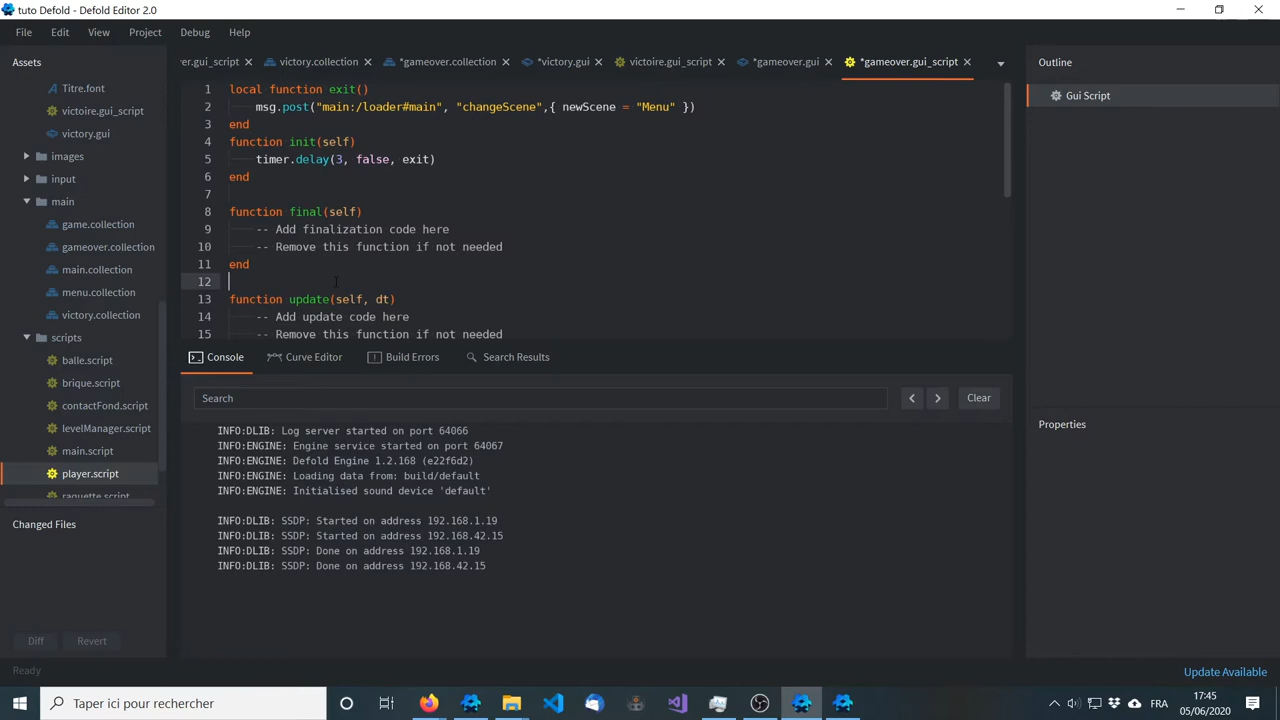 tuto Defold - Defold Editor 2.0
File Edit View Project Debug Help
Assets
Titre.font
victoire.gui_script
victory.gui
images
input
main
game.collection
gameover.collection
main.collection
menu.collection
victory.collection
scripts
balle.script
brique.script
contactFond.script
levelManager.script
main.script
player.script
raquette.script
Changed Files
Diff Revert
Ready
ver.gui_script victory.collection *gameover.collection *victory.gui victoire.gui_script *gameover.gui *gameover.gui_script
1 local function exit()
2 msg.post("main:/loader#main", "changeScene",{ newScene = "Menu" })
3 end
4 function init(self)
5 timer.delay(3, false, exit)
6 end
7
8 function final(self)
9 -- Add finalization code here
10 -- Remove this function if not needed
11 end
12
13 function update(self, dt)
14 -- Add update code here
15 -- Remove this function if not needed
Console Curve Editor Build Errors Search Results
Search Clear
INFO:DLIB: Log server started on port 64066
INFO:ENGINE: Engine service started on port 64067
INFO:ENGINE: Defold Engine 1.2.168 (e22f6d2)
INFO:ENGINE: Loading data from: build/default
INFO:ENGINE: Initialised sound device 'default'
INFO:DLIB: SSDP: Started on address 192.168.1.19
INFO:DLIB: SSDP: Started on address 192.168.42.15
INFO:DLIB: SSDP: Done on address 192.168.1.19
INFO:DLIB: SSDP: Done on address 192.168.42.15
Outline
Gui Script
Properties
Update Available
Taper ici pour rechercher
FRA
17:45
05/06/2020